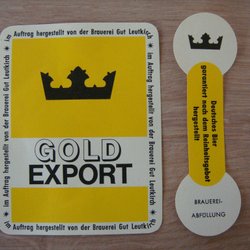 ✶ im Auftrag hergestellt von der Brauerei Gut Leutkirch ✶
im Auftrag hergestellt von der Brauerei Gut Leutkirch
im Auftrag hergestellt von der Brauerei Gut Leutkirch
im Auftrag hergestellt von der Brauerei Gut Leutkirch
GOLD
EXPORT
Deutsches Bier
garantiert nach dem Reinheitsgebot
hergestellt
BRAUEREI-
ABFÜLLUNG